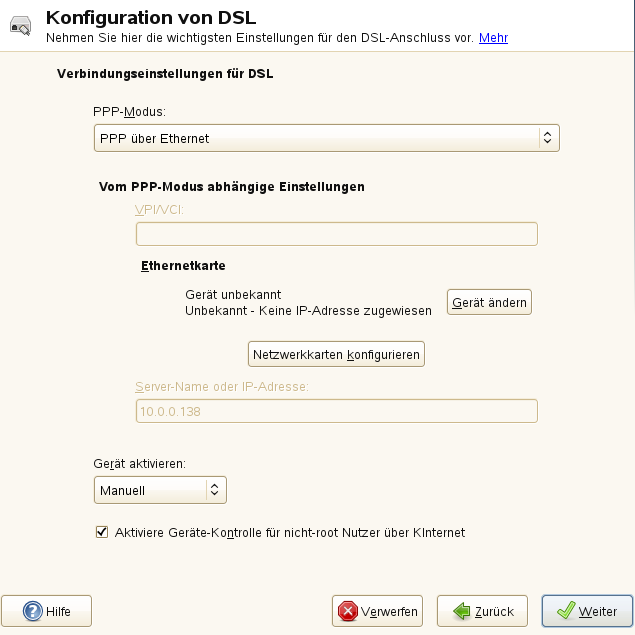 Konfiguration von DSL
Nehmen Sie hier die wichtigsten Einstellungen für den DSL-Anschluss vor. Mehr
Verbindungseinstellungen für DSL
PPP-Modus:
PPP über Ethernet
Vom PPP-Modus abhängige Einstellungen
VPI/VCI:
Ethernetkarte
Gerät unbekannt
Unbekannt - Keine IP-Adresse zugewiesen
Gerät ändern
Netzwerkkarten konfigurieren
Server-Name oder IP-Adresse:
10.0.0.138
Gerät aktivieren:
Manuell
Aktiviere Geräte-Kontrolle für nicht-root Nutzer über KInternet
Hilfe Verwerfen Zurück Weiter